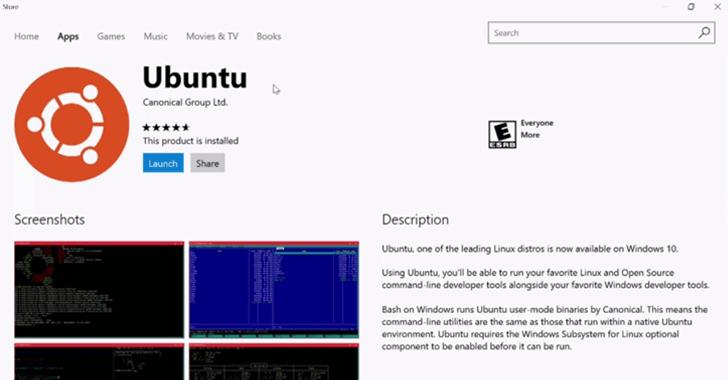 Store
Home Apps Games Music Movies & TV Books
Search
Ubuntu
Canonical Group Ltd.
This product is installed
Launch Share
Everyone
More
ESRB
Screenshots
Description
Ubuntu, one of the leading Linux distros is now available on Windows 10.
Using Ubuntu, you'll be able to run your favorite Linux and Open Source
command-line developer tools alongside your favorite Windows developer tools.
Bash on Windows runs Ubuntu user-mode binaries by Canonical. This means the
command-line utilities are the same as those that run within a native Ubuntu
environment. Ubuntu requires the Windows Subsystem for Linux optional
component to be enabled before it can be run.